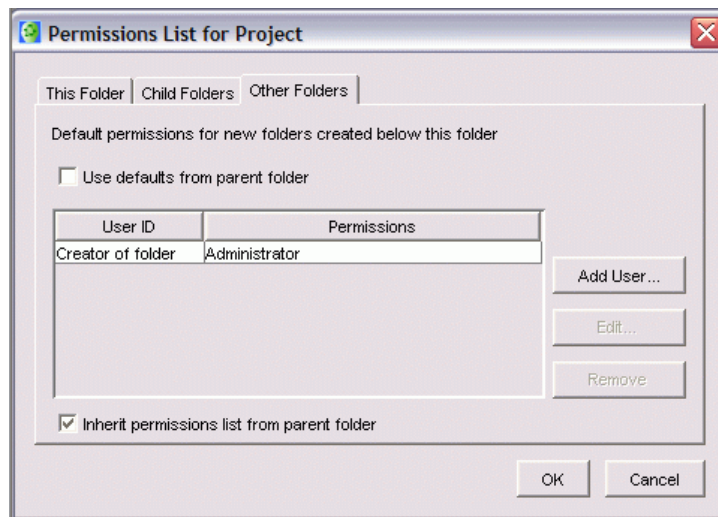 Permissions List for Project
This Folder Child Folders Other Folders
Default permissions for new folders created below this folder
Use defaults from parent folder
User ID Permissions
Creator of folder Administrator
Add User...
Edit...
Remove
Inherit permissions list from parent folder
OK Cancel